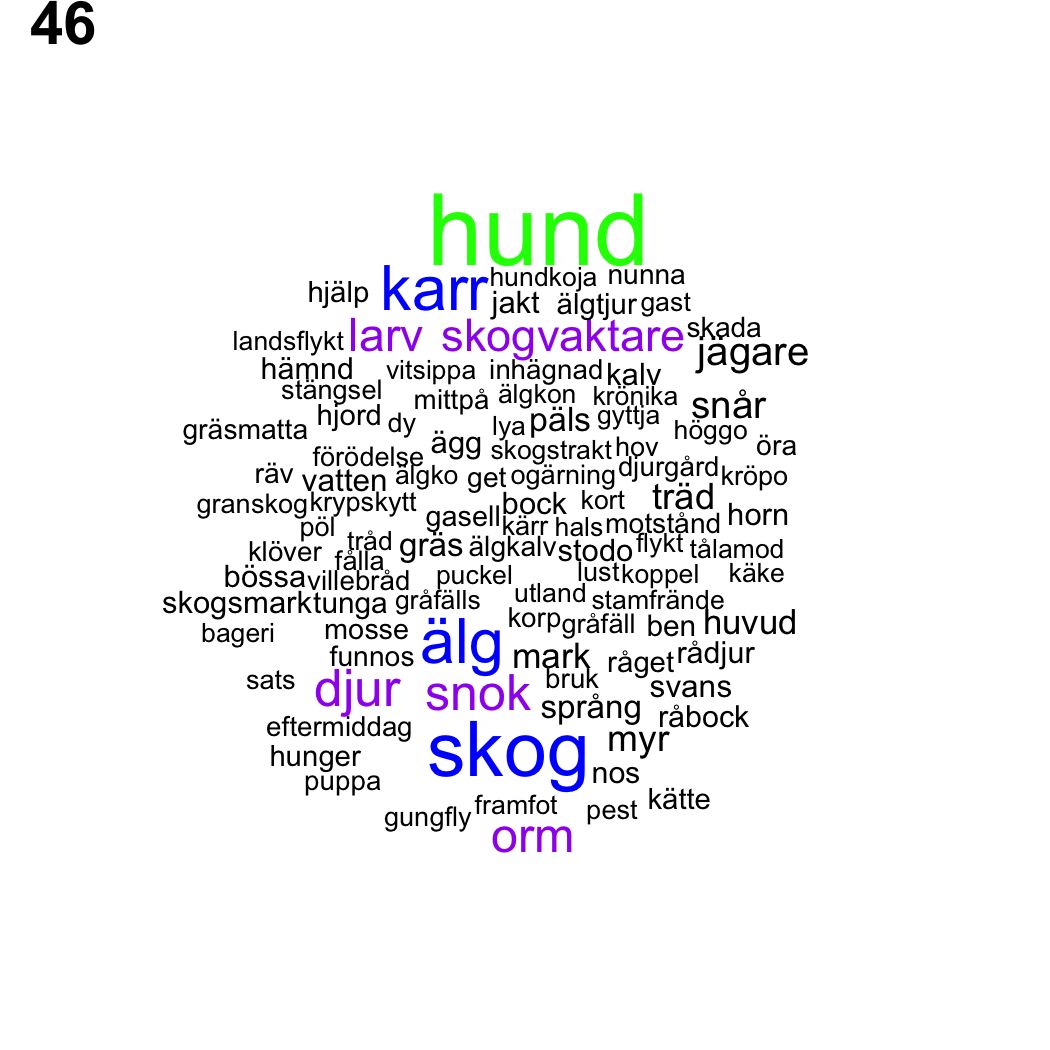 46
hund
hundkoja nunna
hjälp karr jakt älgtjur gast
landsflykt larv skogvaktare skada
jägare
hämnd vitsippa inhägnad kalv
stängsel mittpå älgkon krönika snår
gräsmatta hjord dy lya päls gyttja höggo
ägg skogstrakt hov öra
förödelse
räv vatten älgko get ogärning djurgård kröpo
granskog krypskytt bock kort träd
pöl gasell kärr hals motstånd horn
klöver tråd gräs älgkalv stodo flykt tålamod
fålla
bössa villebråd puckel lust koppel käke
skogsmark tunga gråfälls utland stamfrände
bageri mosse älg korp gråfäll ben huvud
funnos mark råget rådjur
sats djur snok bruk svans
språng råbock
eftermiddag skog myr
hunger
puppa nos
gungfly framfot pest kätte
orm